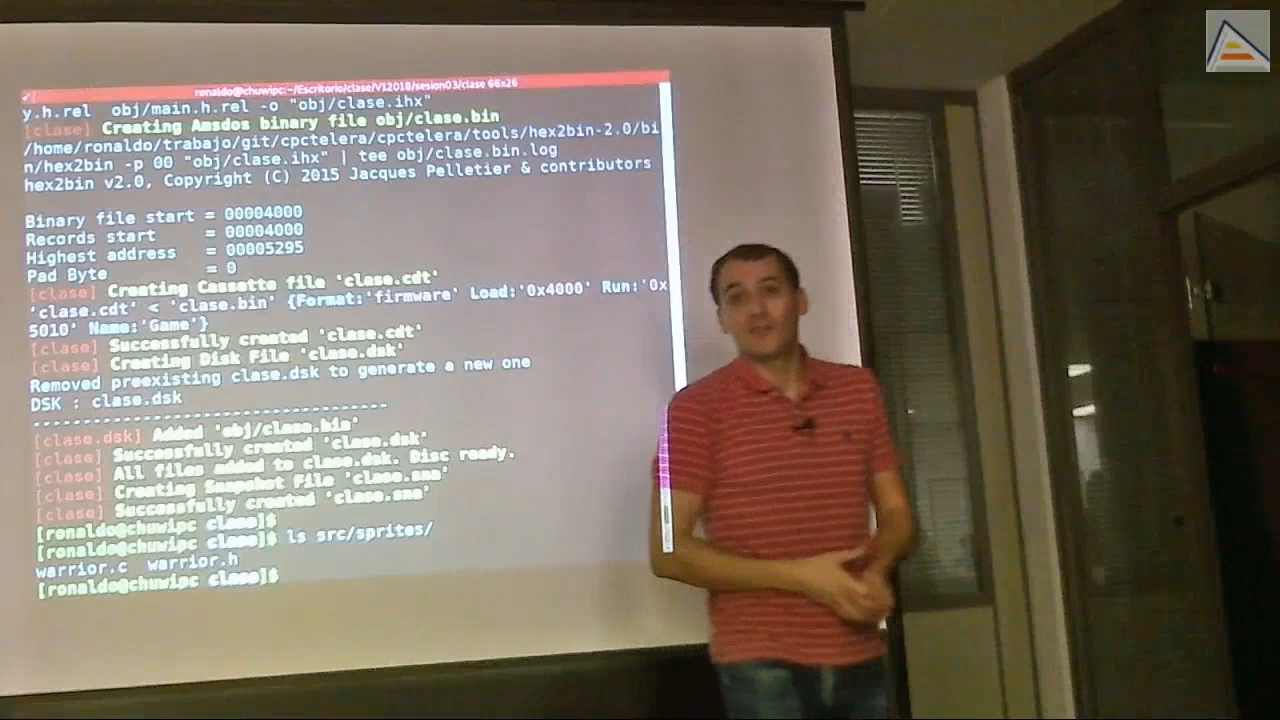 ronaldo@chuwipc: ~/Escritorio/clase/V12018/sesion03/clase 66x26
y.h.rel  obj/main.h.rel -o "obj/clase.ihx"
[clase] Creating Amsdos binary file obj/clase.bin
/home/ronaldo/trabajo/git/cpctelera/cpctelera/tools/hex2bin-2.0/bi
n/hex2bin -p 00 "obj/clase.ihx" | tee obj/clase.bin.log
hex2bin v2.0, Copyright (C) 2015 Jacques Pelletier & contributors
Binary file start = 00004000
Records start     = 00004000
Highest address   = 00005295
Pad Byte          = 0
[clase] Creating Cassette file 'clase.cdt'
'clase.cdt' < 'clase.bin' {Format:'firmware' Load:'0x4000' Run:'0x
5010' Name:'Game'}
[clase] Successfully created 'clase.cdt'
[clase] Creating Disk File 'clase.dsk'
Removed preexisting clase.dsk to generate a new one
DSK : clase.dsk
----------------------------------
[clase.dsk] Added 'obj/clase.bin'
[clase] Successfully created 'clase.dsk'
[clase] All files added to clase.dsk. Disc ready.
[clase] Creating Snapshot File 'clase.sna'
[clase] Successfully created 'clase.sna'
[ronaldo@chuwipc clase]$
[ronaldo@chuwipc clase]$ ls src/sprites/
warrior.c  warrior.h
[ronaldo@chuwipc clase]$